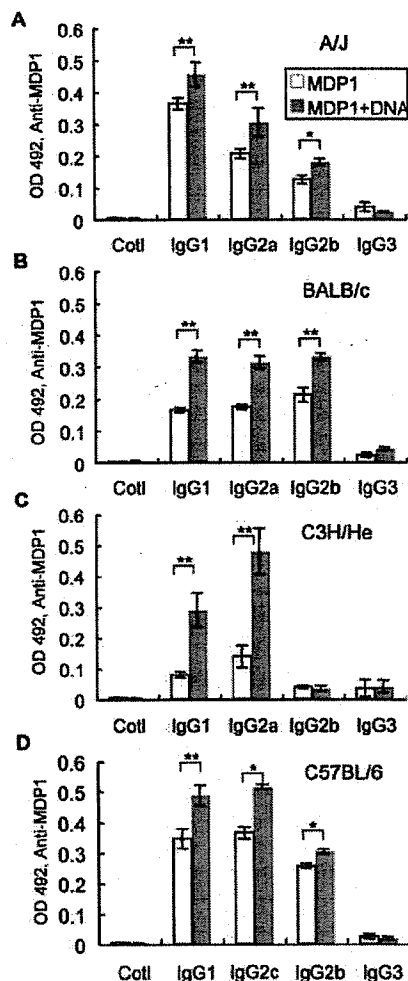 A
A/J
OD 492, Anti-MDP1
0.6
0.5
0.4
0.3
0.2
0.1
0
**
**
*
MDP1
MDP1+DNA
Cotl IgG1 IgG2a IgG2b IgG3
B
BALB/c
OD 492, Anti-MDP1
0.6
0.5
0.4
0.3
0.2
0.1
0
** ** **
Cotl IgG1 IgG2a IgG2b IgG3
C
C3H/He
OD 492, Anti-MDP1
0.6
0.5
0.4
0.3
0.2
0.1
0
**
**
Cotl IgG1 IgG2a IgG2b IgG3
D
C57BL/6
OD 492, Anti-MDP1
0.6
0.5
0.4
0.3
0.2
0.1
0
**
*
*
Cotl IgG1 IgG2c IgG2b IgG3